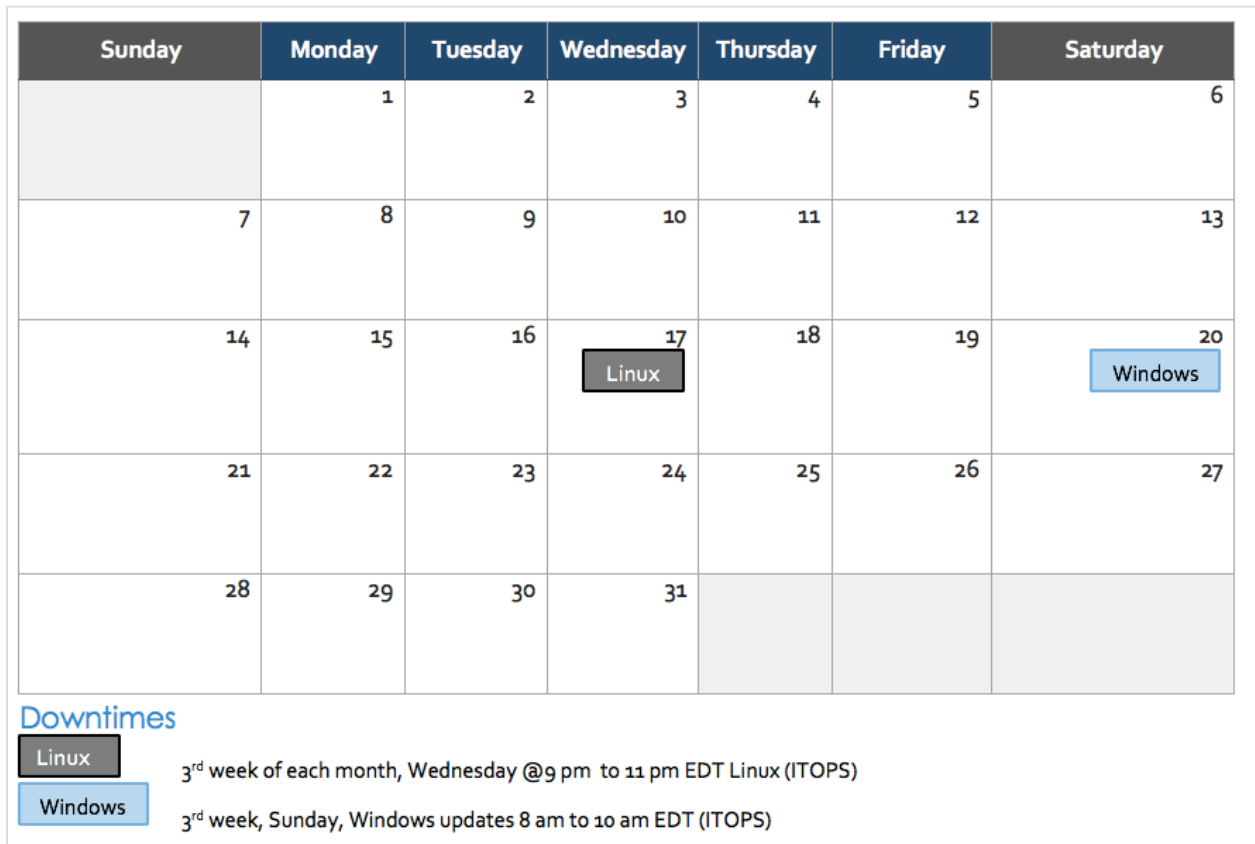 Sunday Monday Tuesday Wednesday Thursday Friday Saturday
1 2 3 4 5 6
7 8 9 10 11 12 13
14 15 16 17 18 19 20
Linux Windows
21 22 23 24 25 26 27
28 29 30 31
Downtimes
Linux 3rd week of each month, Wednesday @9 pm to 11 pm EDT Linux (ITOPS)
Windows 3rd week, Sunday, Windows updates 8 am to 10 am EDT (ITOPS)